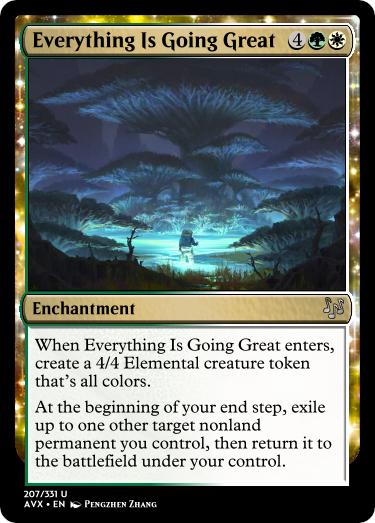 Everything Is Going Great 4
Enchantment
When Everything Is Going Great enters,
create a 4/4 Elemental creature token
that's all colors.
At the beginning of your end step, exile
up to one other target nonland
permanent you control, then return it to
the battlefield under your control.
207/331 U
AVX • EN Pengzhen Zhang